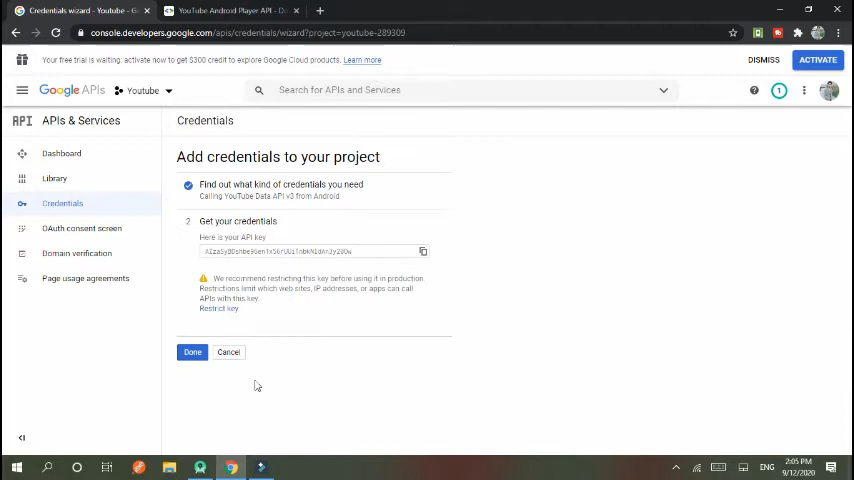 Credentials wizard - Youtube - G
YouTube Android Player API - Do
console.developers.google.com/apis/credentials/wizard?project=youtube-289309
Your free trial is waiting: activate now to get $300 credit to explore Google Cloud products. Learn more
DISMISS
ACTIVATE
Google APIs
Youtube
Search for APIs and Services
1
API APIs & Services
Credentials
Dashboard
Library
Credentials
OAuth consent screen
Domain verification
Page usage agreements
Add credentials to your project
Find out what kind of credentials you need
Calling YouTube Data API v3 from Android
2 Get your credentials
Here is your API key
We recommend restricting this key before using it in production.
Restrictions limit which web sites, IP addresses, or apps can call
APIs with this key.
Restrict key
Done
Cancel
ENG
2:05 PM
9/12/2020